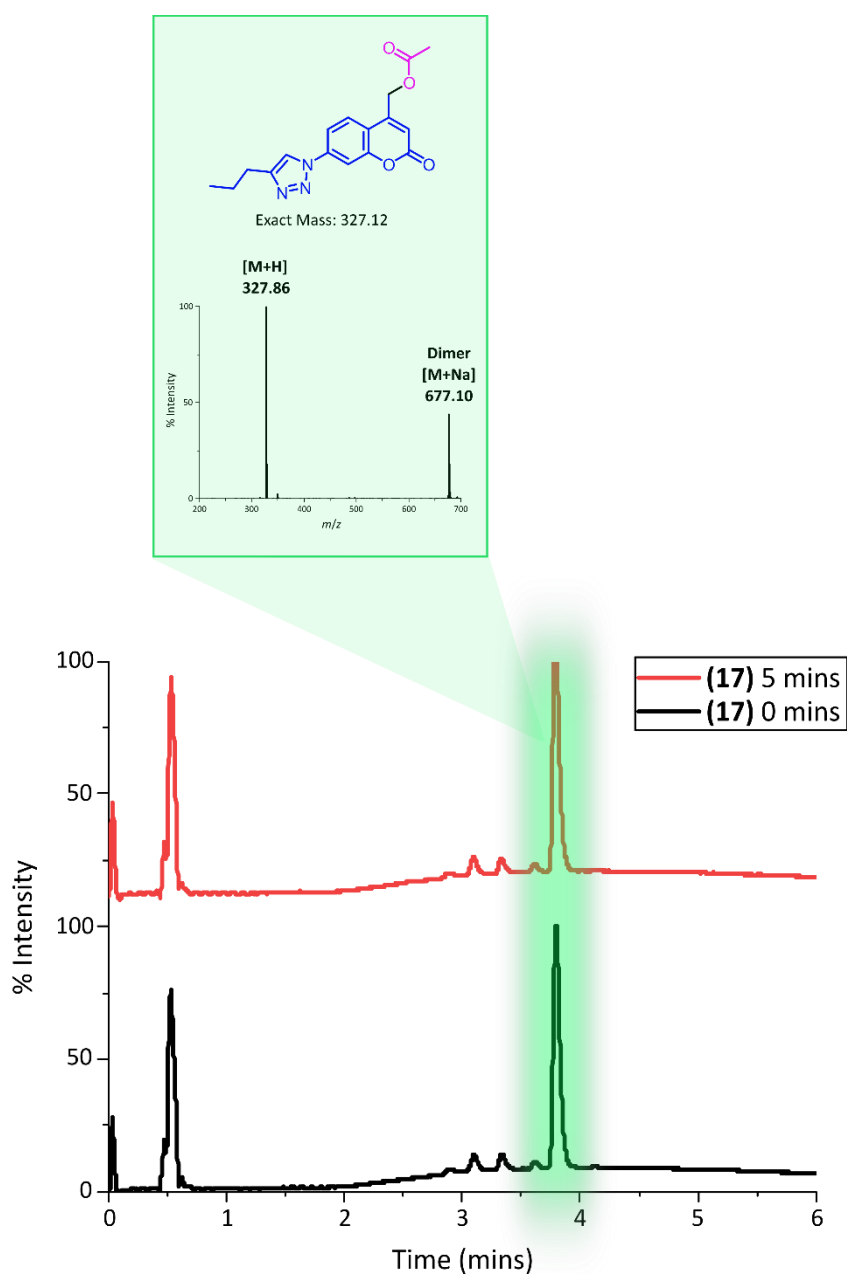 O
O
N
N
N
O
O
Exact Mass: 327.12
[M+H]
327.86
Dimer
[M+Na]
677.10
% Intensity
100
50
0
200 300 400 500 600 700
m/z
(17) 5 mins
(17) 0 mins
% Intensity
100
50
100
50
0
0 1 2 3 4 5 6
Time (mins)